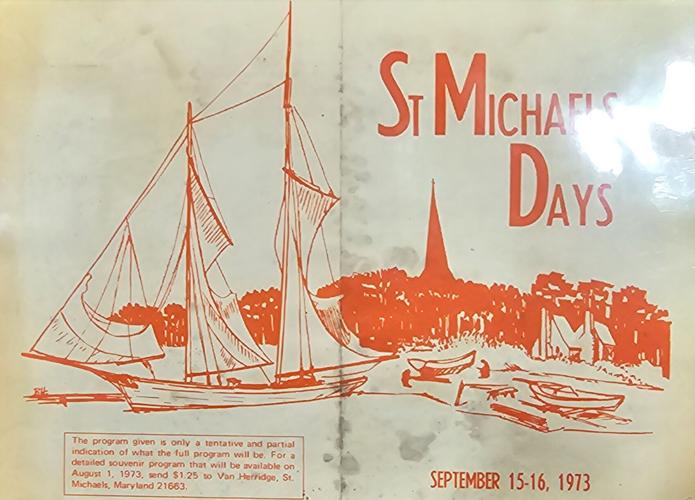 St Michaels
Days
The program given is only a tentative and partial
indication of what the full program will be. For a
detailed souvenir program that will be available on
August 1, 1973, send $1.25 to Van Herridge, St.
Michaels, Maryland 21663.
September 15-16, 1973